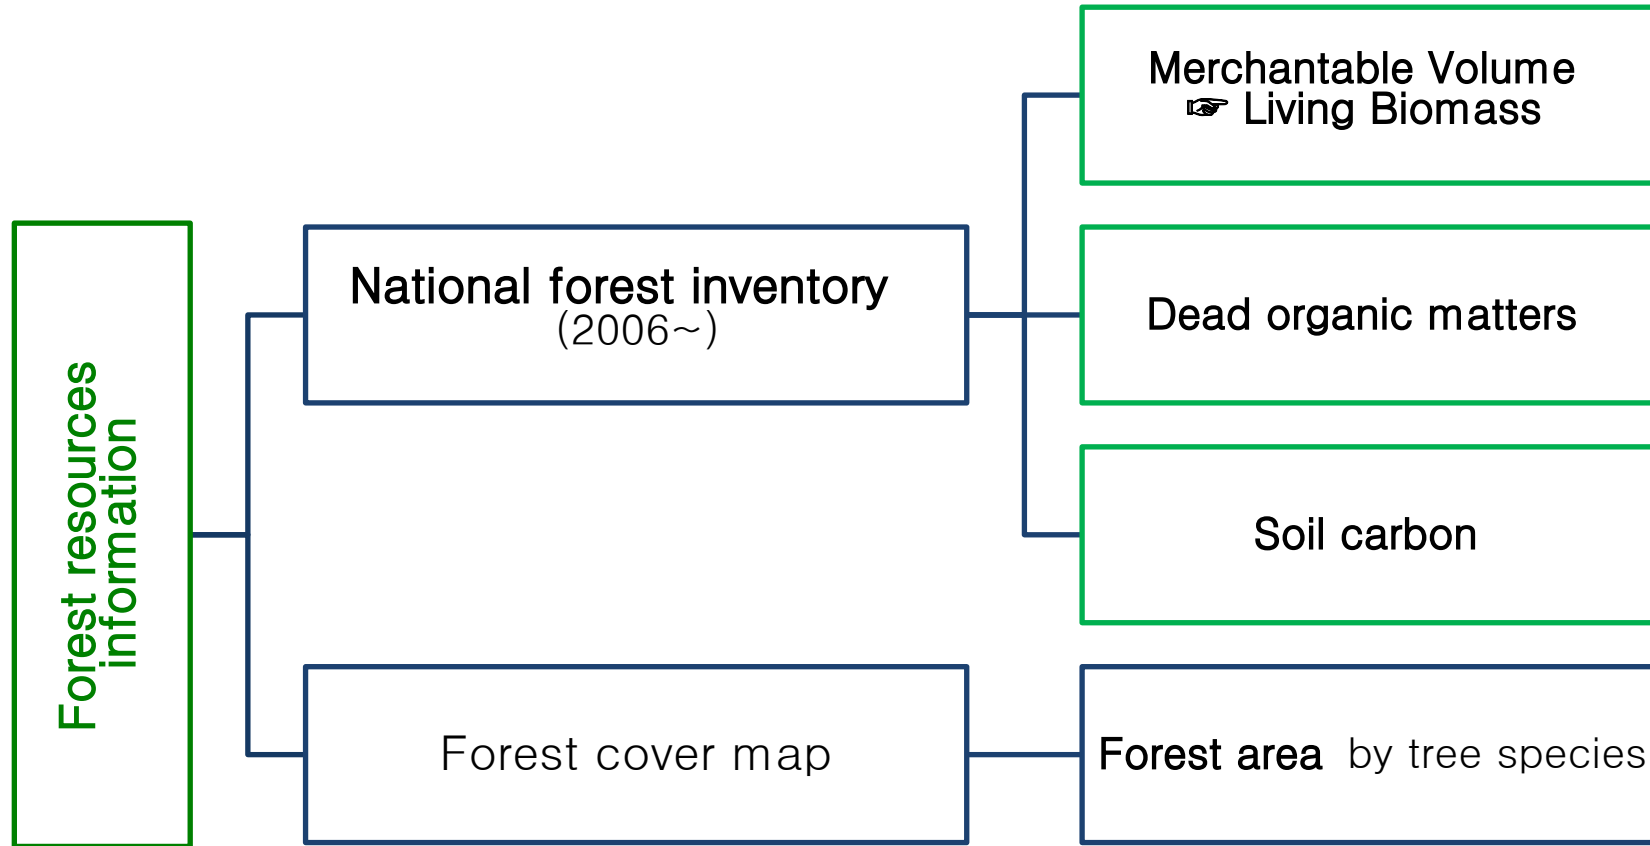 Forest resources
information
National forest inventory
(2006~)
Forest cover map
Merchantable Volume
☞ Living Biomass
Dead organic matters
Soil carbon
Forest area by tree species